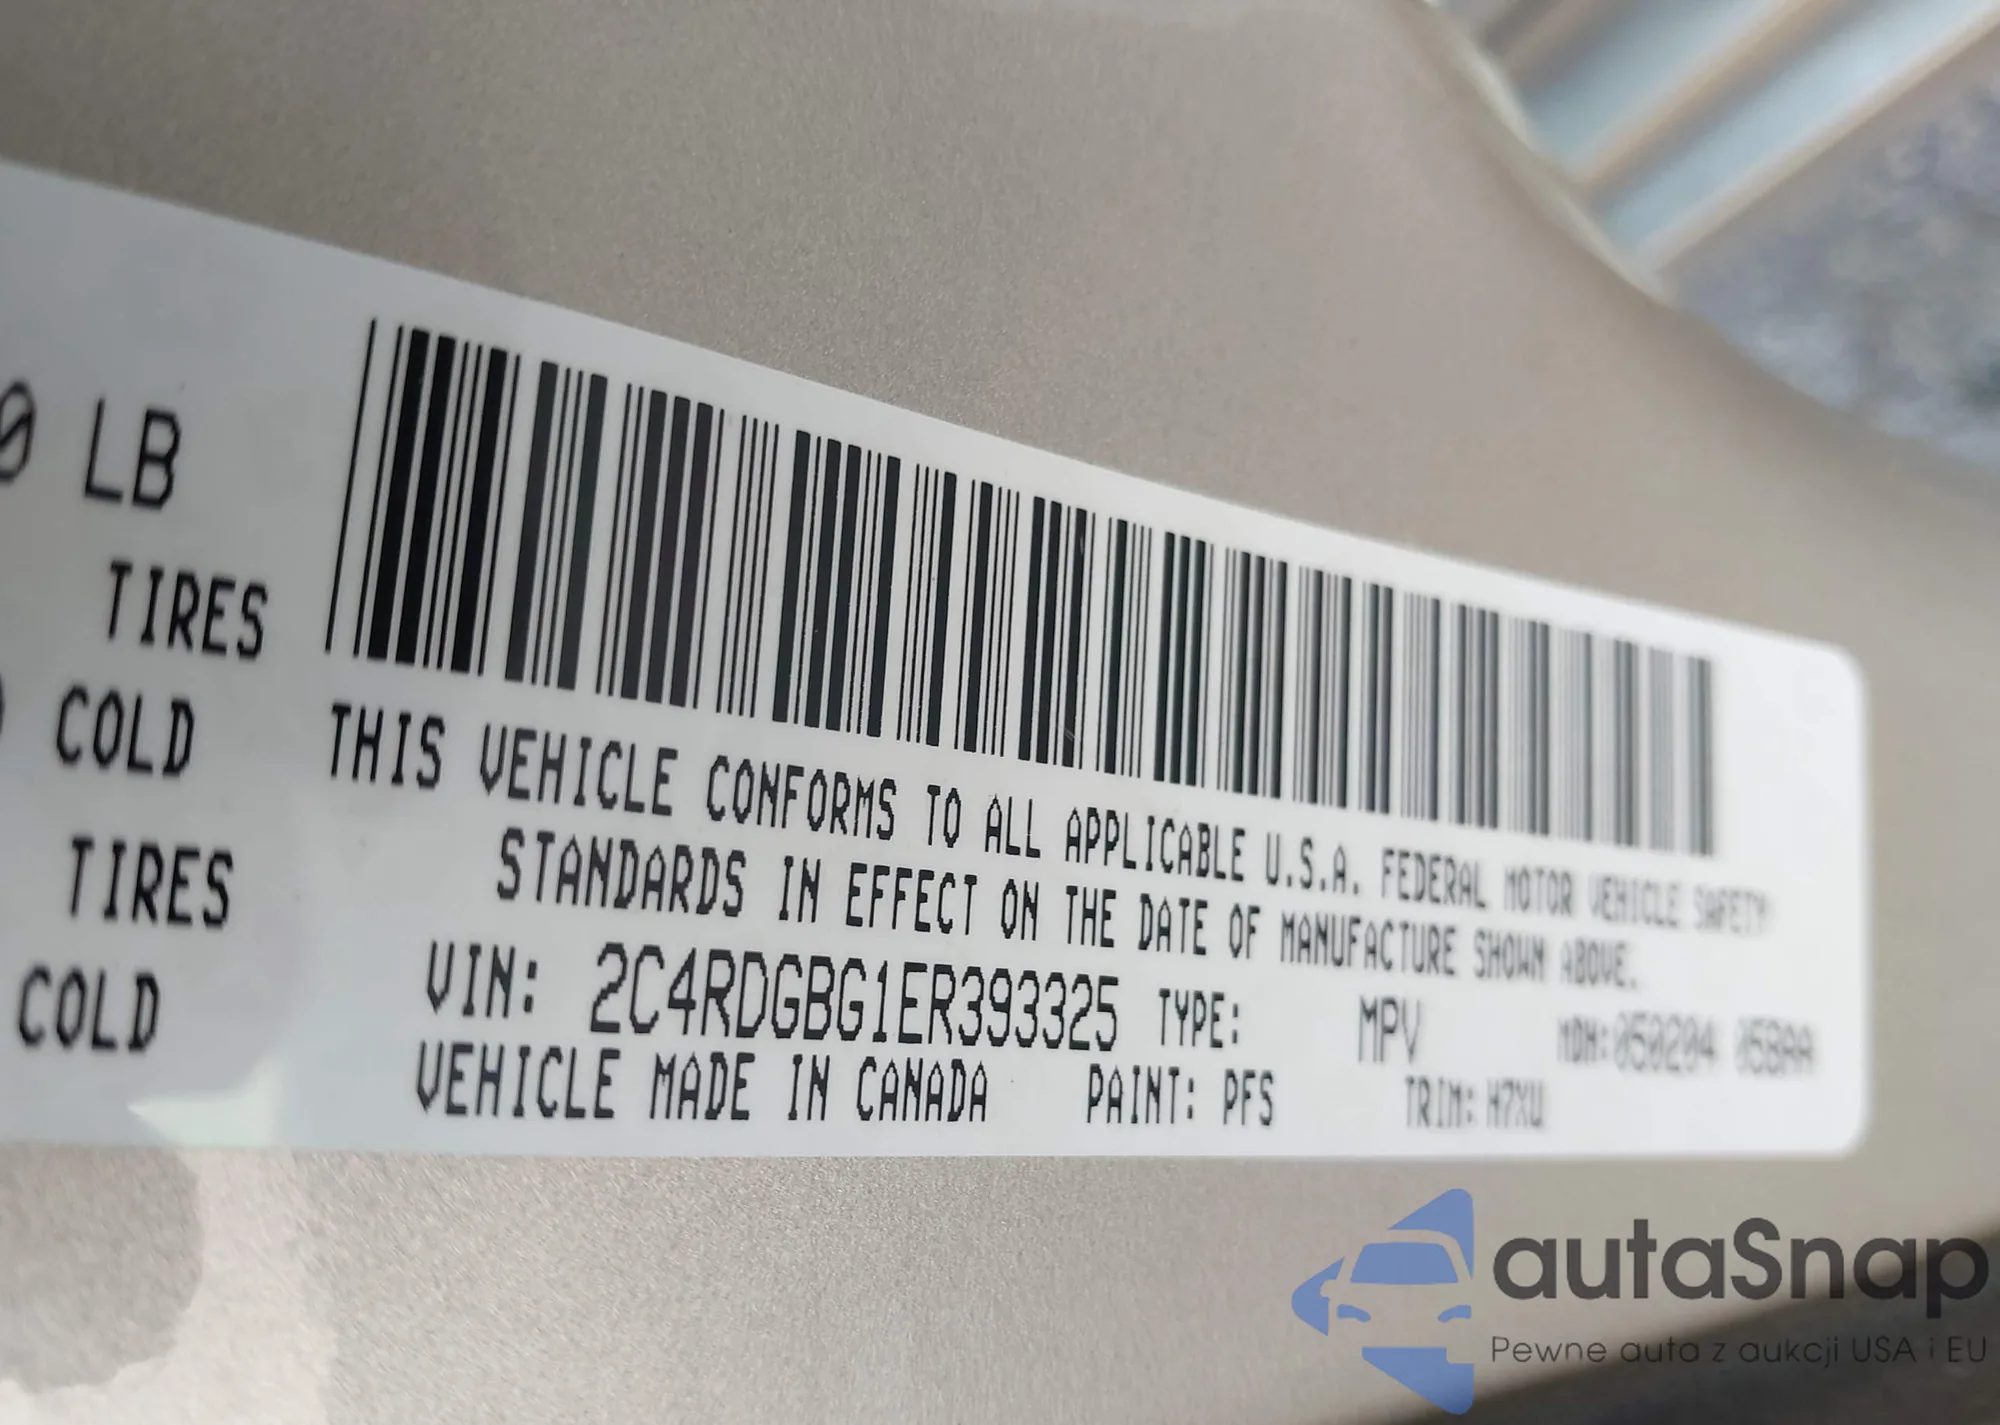 0 LB
TIRES
COLD
TIRES
COLD
THIS VEHICLE CONFORMS TO ALL APPLICABLE U.S.A. FEDERAL MOTOR VEHICLE SAFETY
STANDARDS IN EFFECT ON THE DATE OF MANUFACTURE SHOWN ABOVE.
VIN: 2C4RDGBG1ER393325 TYPE: MPV MDH:050204 05BAA
VEHICLE MADE IN CANADA PAINT: PFS TRIM: H7XU
autaSnap
Pewne auta z aukcji USA i EU